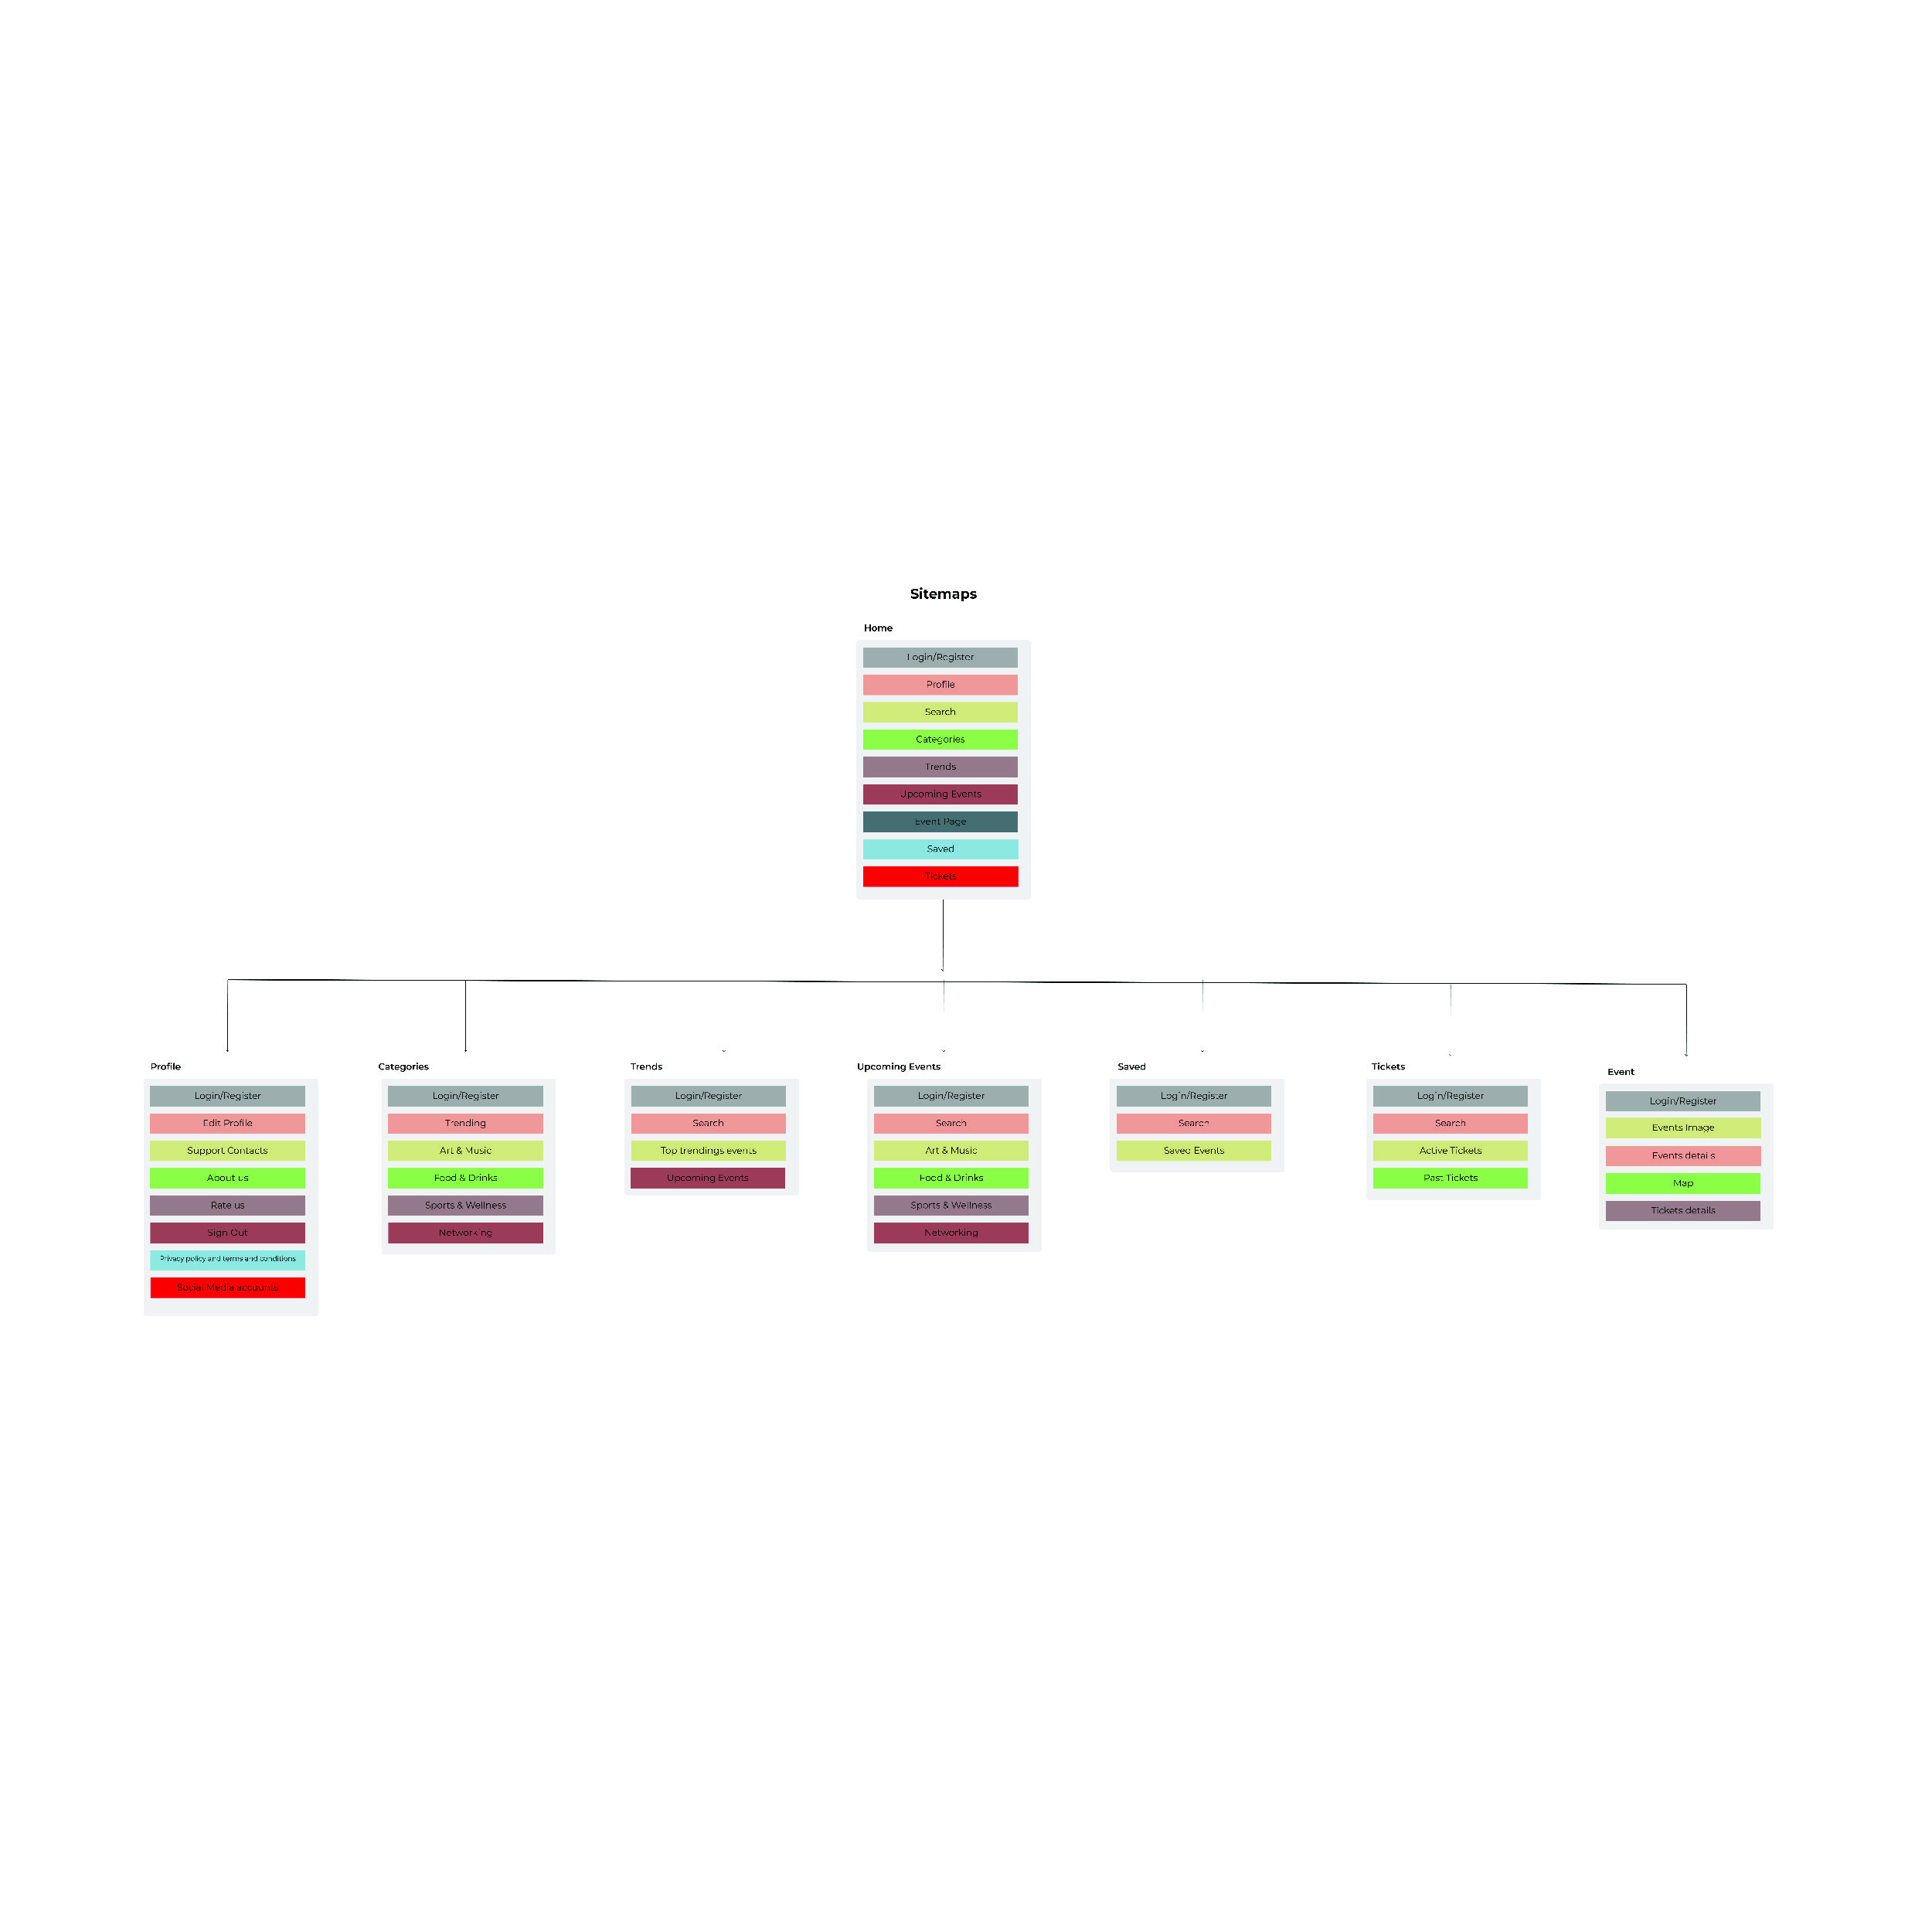 Sitemaps
Home
Login/Register
Profile
Search
Categories
Trends
Upcoming Events
Event Page
Saved
Tickets
Profile
Login/Register
Edit Profile
Support Contacts
About us
Rate us
Sign Out
Privacy policy and terms and conditions
Social Media accounts
Categories
Login/Register
Trending
Art & Music
Food & Drinks
Sports & Wellness
Networking
Trends
Login/Register
Search
Top trendings events
Upcoming Events
Upcoming Events
Login/Register
Search
Art & Music
Food & Drinks
Sports & Wellness
Networking
Saved
Login/Register
Search
Saved Events
Tickets
Login/Register
Search
Active Tickets
Past Tickets
Event
Login/Register
Events Image
Events details
Map
Tickets details